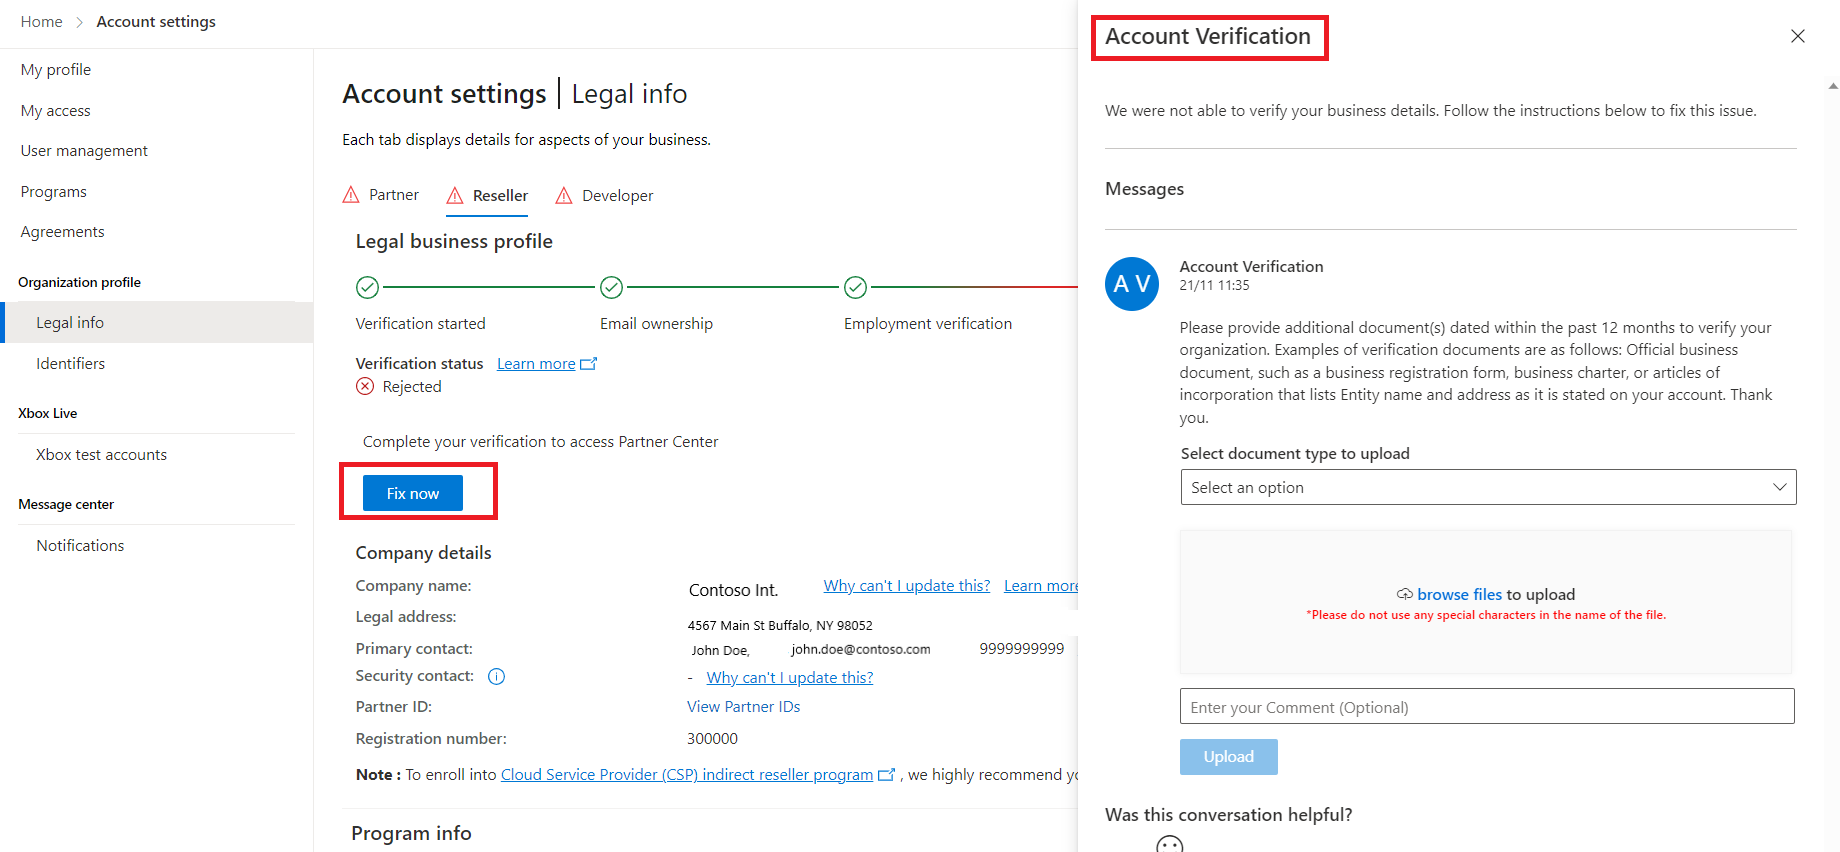 Home > Account settings
My profile
My access
User management
Programs
Agreements
Organization profile
Legal info
Identifiers
Xbox Live
Xbox test accounts
Message center
Notifications
Account settings | Legal info
Each tab displays details for aspects of your business.
Partner Reseller Developer
Legal business profile
Verification started Email ownership Employment verification
Verification status Learn more
Rejected
Complete your verification to access Partner Center
Fix now
Company details
Company name: Contoso Int. Why can't I update this? Learn more
Legal address: 4567 Main St Buffalo, NY 98052
Primary contact: John Doe, john.doe@contoso.com 9999999999
Security contact: - Why can't I update this?
Partner ID: View Partner IDs
Registration number: 300000
Note : To enroll into Cloud Service Provider (CSP) indirect reseller program , we highly recommend
Program info
Account Verification
We were not able to verify your business details. Follow the instructions below to fix this issue.
Messages
A V
Account Verification
21/11 11:35
Please provide additional document(s) dated within the past 12 months to verify your
organization. Examples of verification documents are as follows: Official business
document, such as a business registration form, business charter, or articles of
incorporation that lists Entity name and address as it is stated on your account. Thank
you.
Select document type to upload
Select an option
browse files to upload
*Please do not use any special characters in the name of the file.
Enter your Comment (Optional)
Upload
Was this conversation helpful?